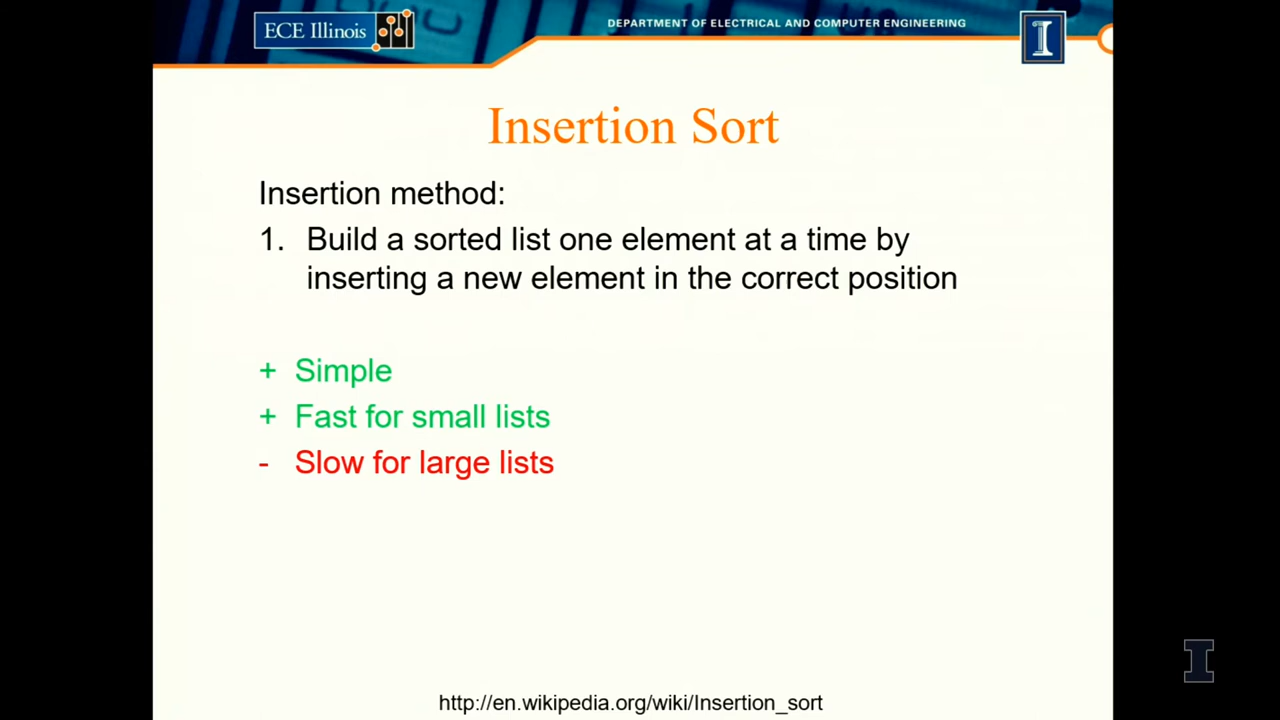 ECE Illinois
DEPARTMENT OF ELECTRICAL AND COMPUTER ENGINEERING
I
Insertion Sort
Insertion method:
1. Build a sorted list one element at a time by
inserting a new element in the correct position
+ Simple
+ Fast for small lists
- Slow for large lists
I
http://en.wikipedia.org/wiki/Insertion_sort